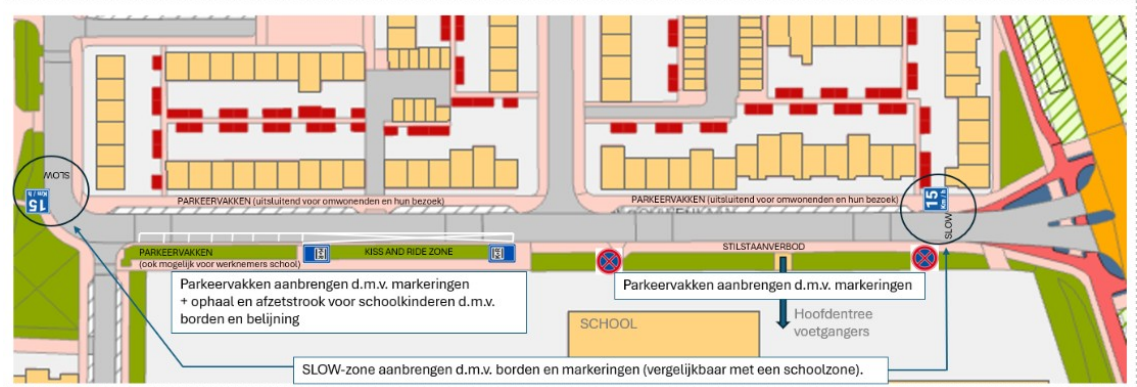 SLOW
15
Km / h
PARKEERVAKKEN (uitsluitend voor omwonenden en hun bezoek)
PARKEERVAKKEN (uitsluitend voor omwonenden en hun bezoek)
15
Km / h
SLOW
PARKEERVAKKEN
(ook mogelijk voor werknemers school)
KISS AND RIDE ZONE
STILSTAANVERBOD
Parkeervakken aanbrengen d.m.v. markeringen
+ ophaal en afzetstrook voor schoolkinderen d.m.v.
borden en belijning
Parkeervakken aanbrengen d.m.v. markeringen
SCHOOL
Hoofdentree
voetgangers
SLOW-zone aanbrengen d.m.v. borden en markeringen (vergelijkbaar met een schoolzone).